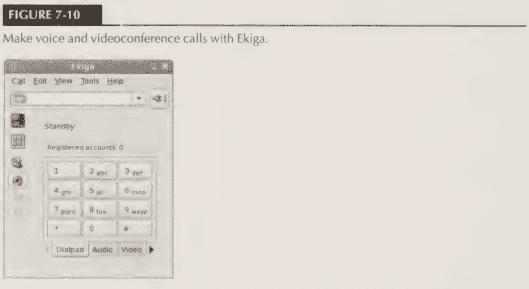 FIGURE 7-10
Make voice and videoconference calls with Ekiga.
Ekiga
Call Edit View Tools Help
Standby
Registered accounts: 0
1 2 abc 3 def
4 ghi 5 jkl 6 mno
7 pqrs 8 tuv 9 wxyz
* 0 #
Dialpad Audio Video